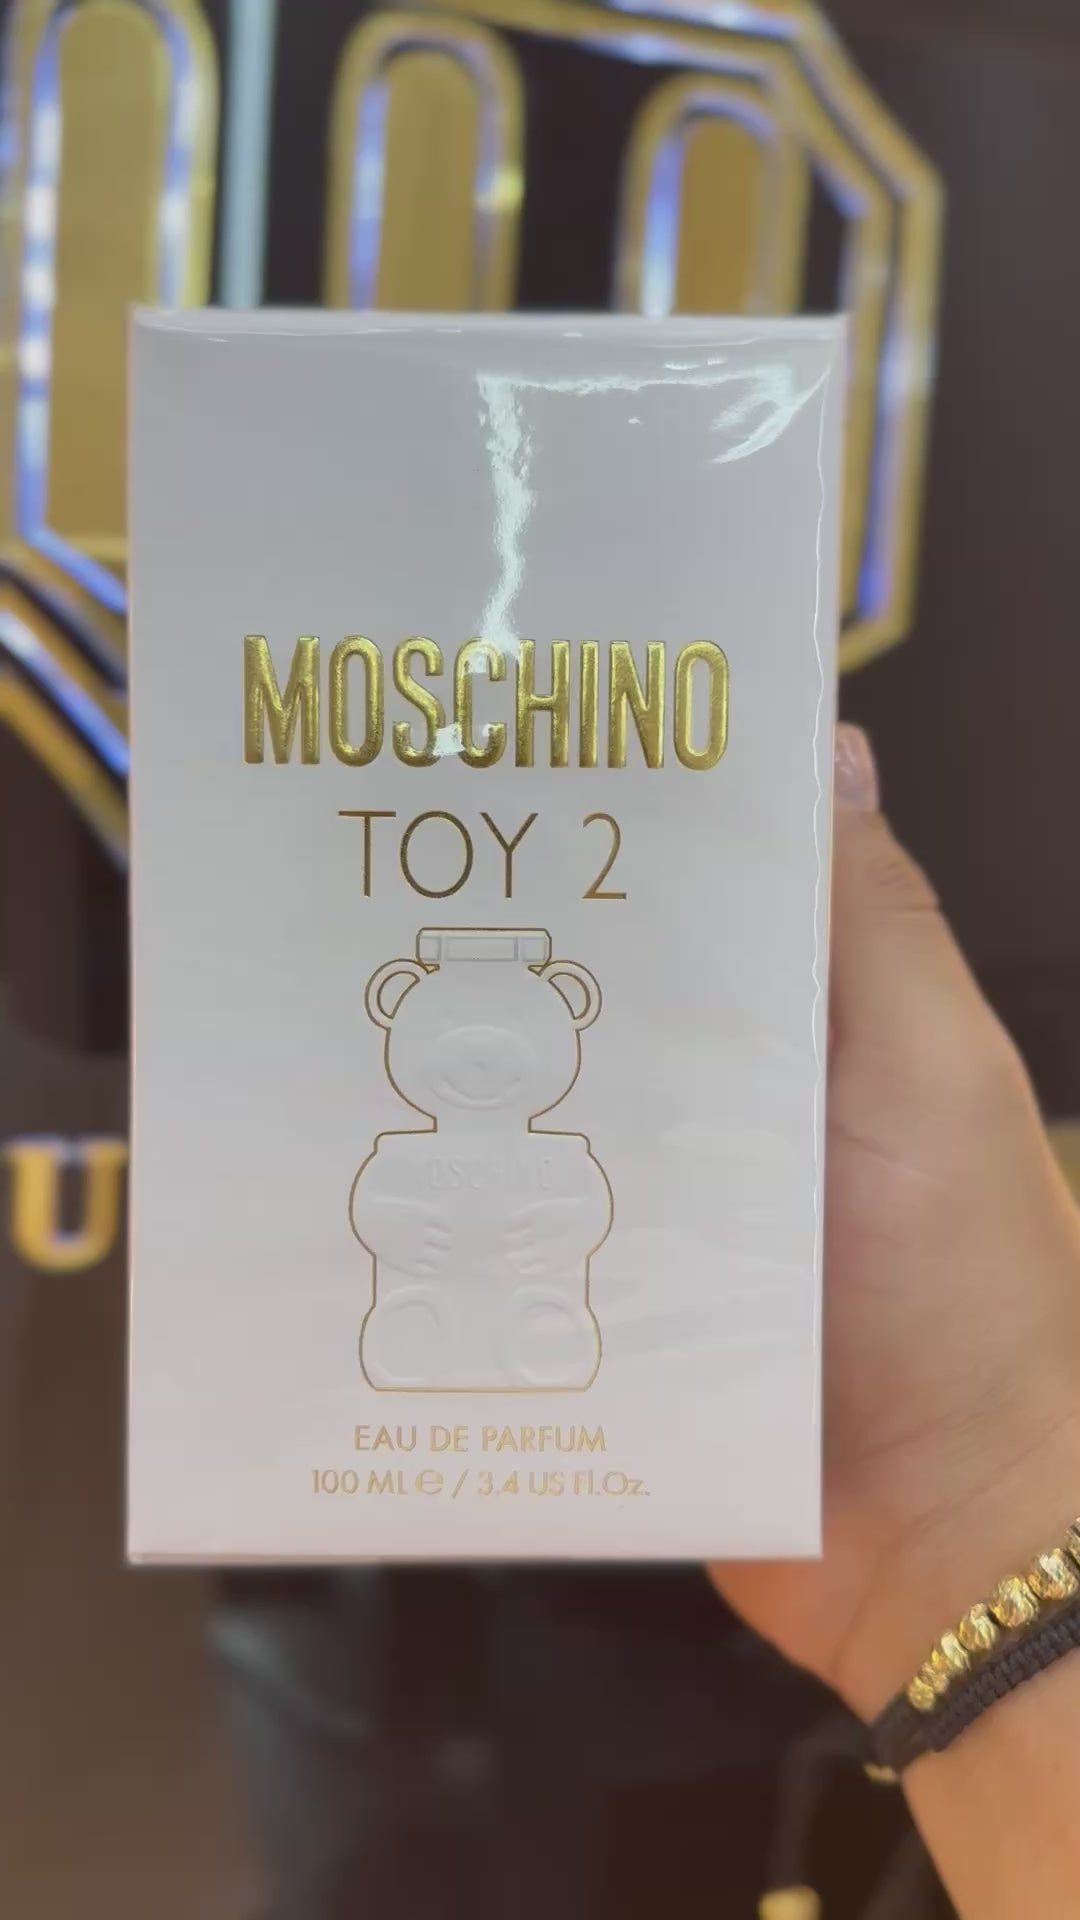 MOSCHINO
TOY 2
MOSCHINO
EAU DE PARFUM
100 ML ℮ / 3.4 US Fl.Oz.
U